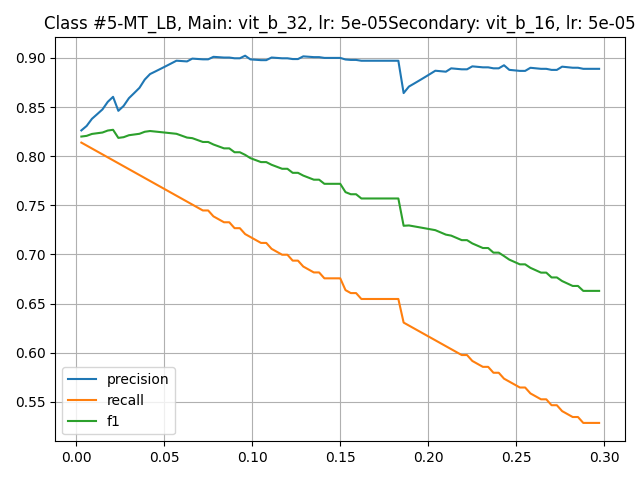 Class #5-MT_LB, Main: vit_b_32, lr: 5e-05Secondary: vit_b_16, lr: 5e-05
0.90
0.85
0.80
0.75
0.70
0.65
0.60
0.55
precision
recall
f1
0.00 0.05 0.10 0.15 0.20 0.25 0.30